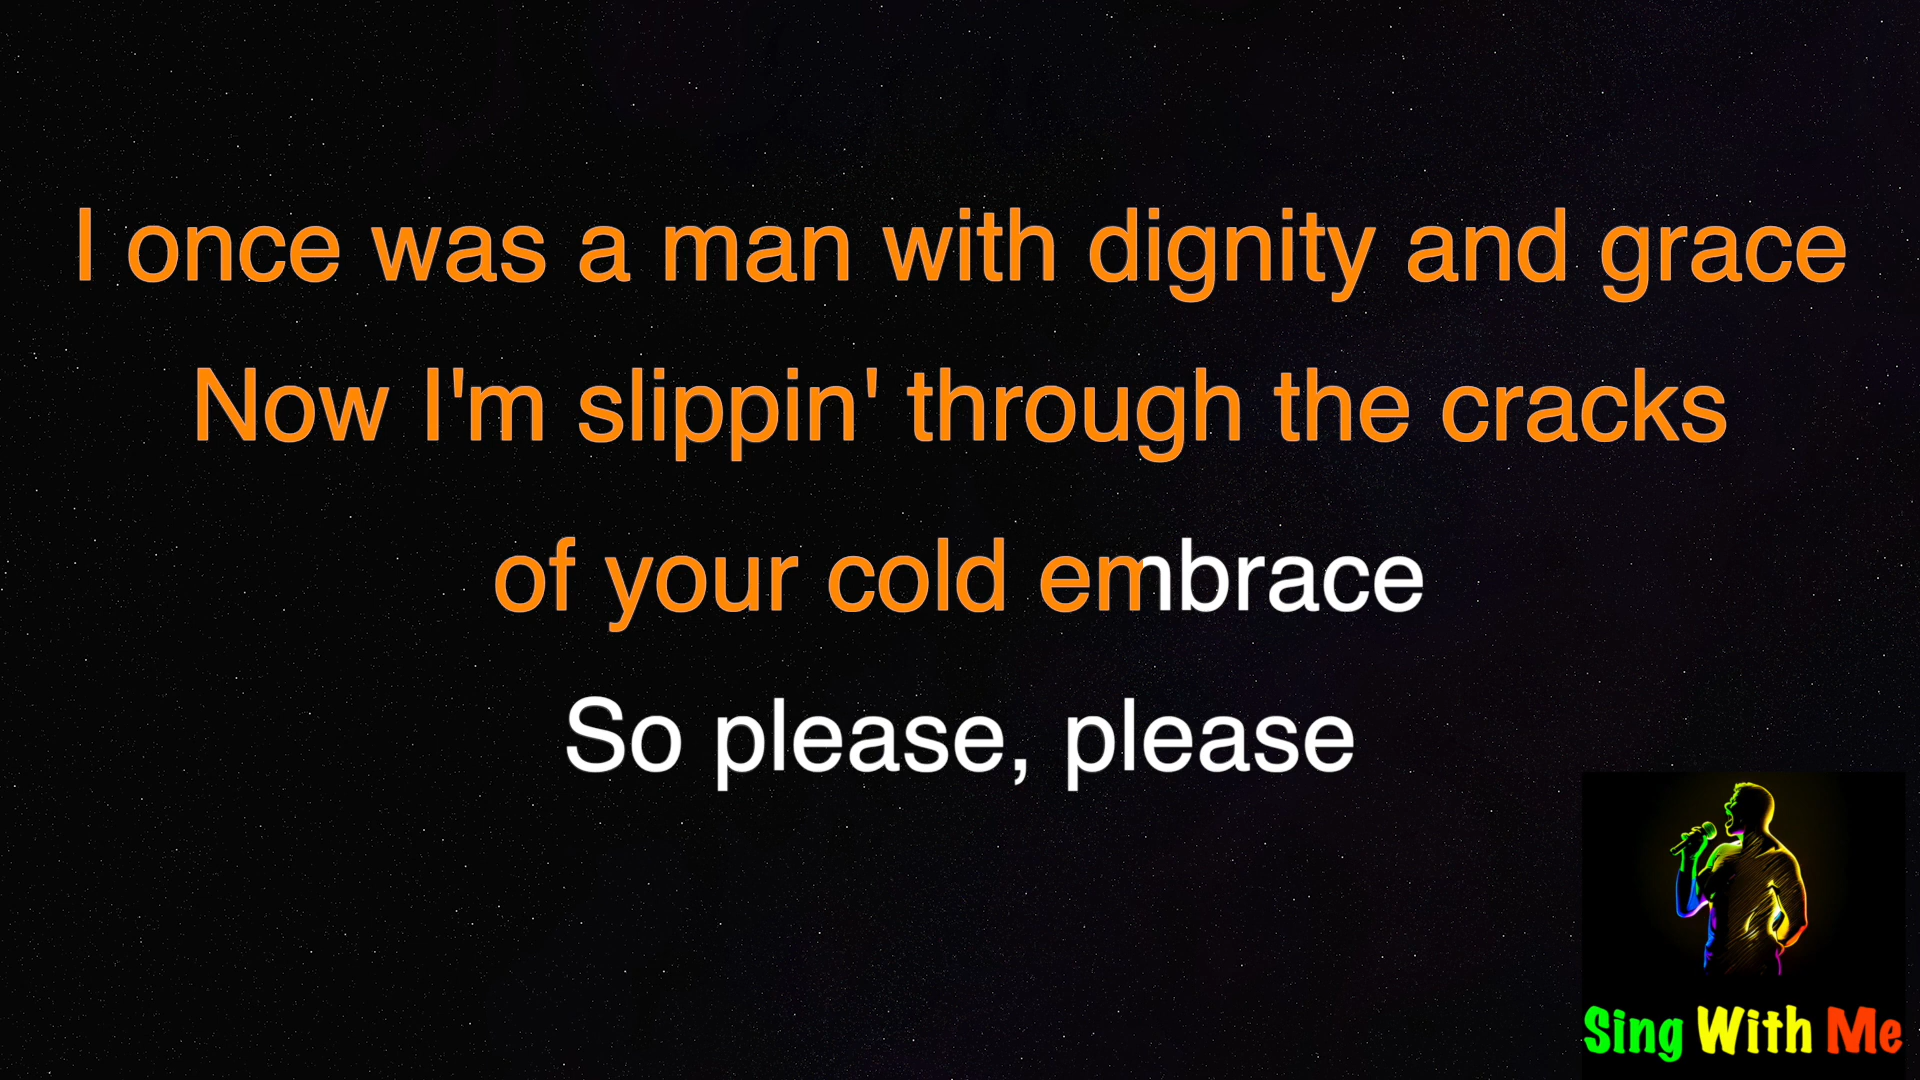 I once was a man with dignity and grace
Now I'm slippin' through the cracks
of your cold embrace
So please, please
Sing With Me